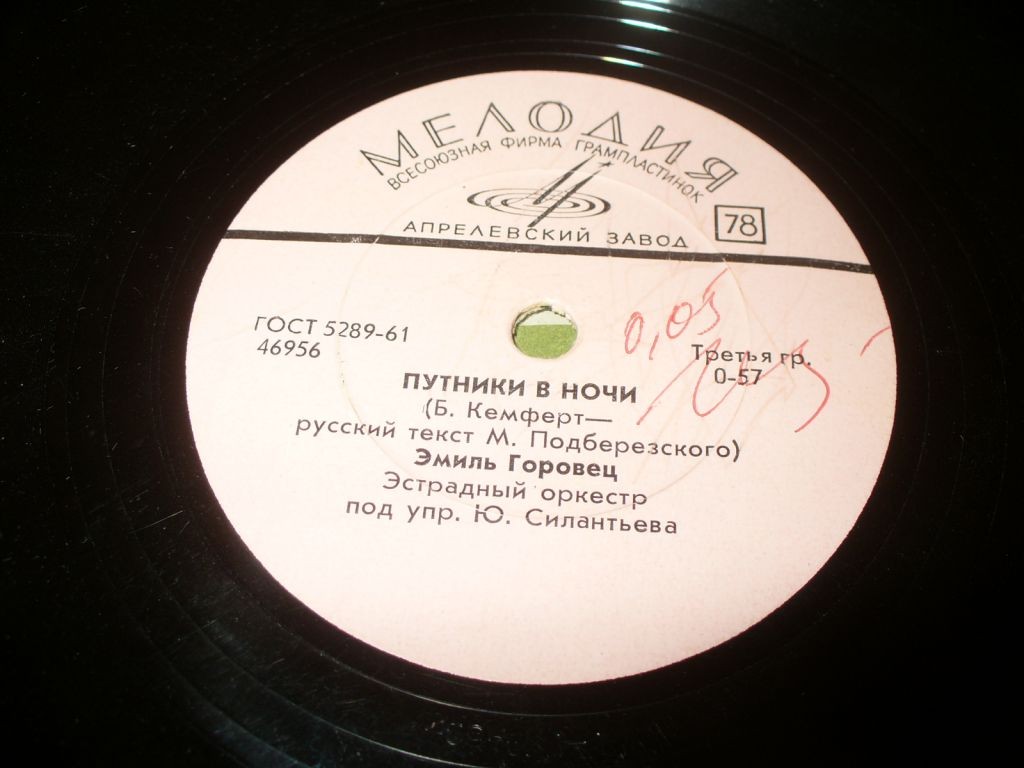 МЕЛОДИЯ
ВСЕСОЮЗНАЯ ФИРМА ГРАМПЛАСТИНОК
АПРЕЛЕВСКИЙ ЗАВОД
78
ГОСТ 5289-61
46956
0,05
Третья гр.
0-57
ПУТНИКИ В НОЧИ
(Б. Кемферт—
русский текст М. Подберезского)
Эмиль Горовец
Эстрадный оркестр
под упр. Ю. Силантьева